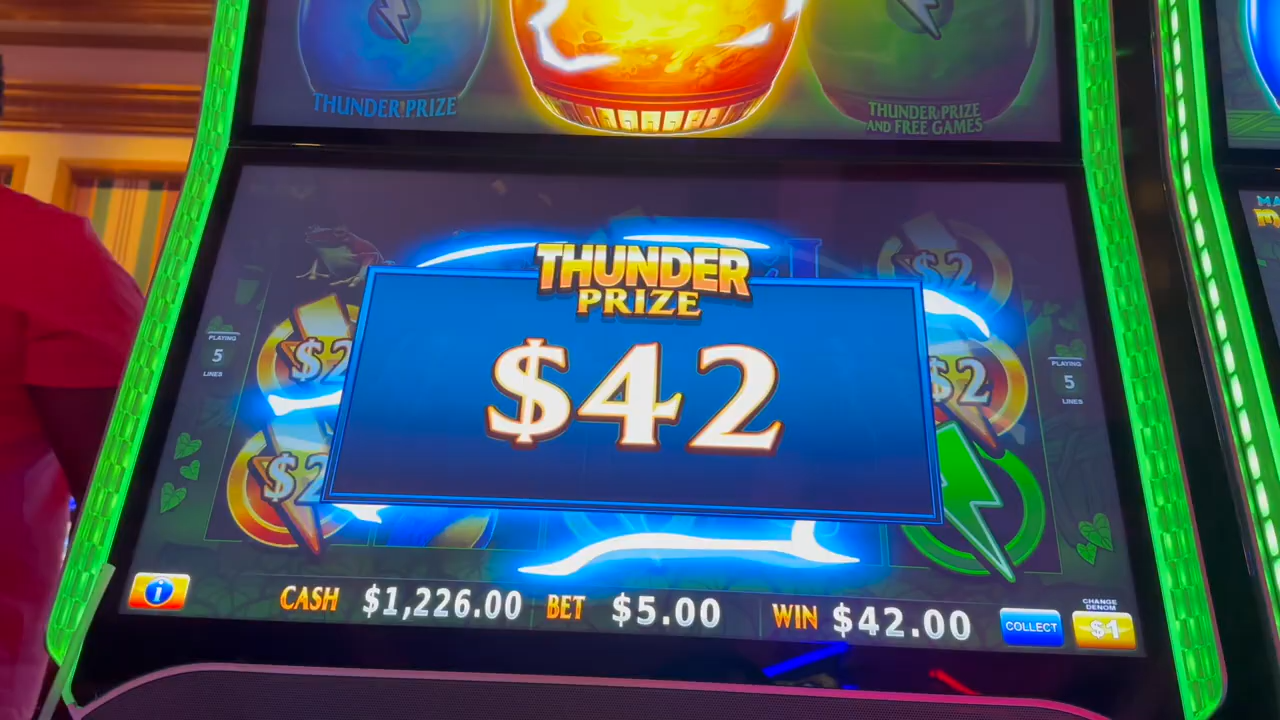 THUNDER PRIZE
THUNDER PRIZE
AND FREE GAMES
THUNDER
PRIZE
$42
$2
$2
$2
$2
PLAYING
5
LINES
PLAYING
5
LINES
CASH $1,226.00 BET $5.00 WIN $42.00
COLLECT
CHANGE
DENOM
$1